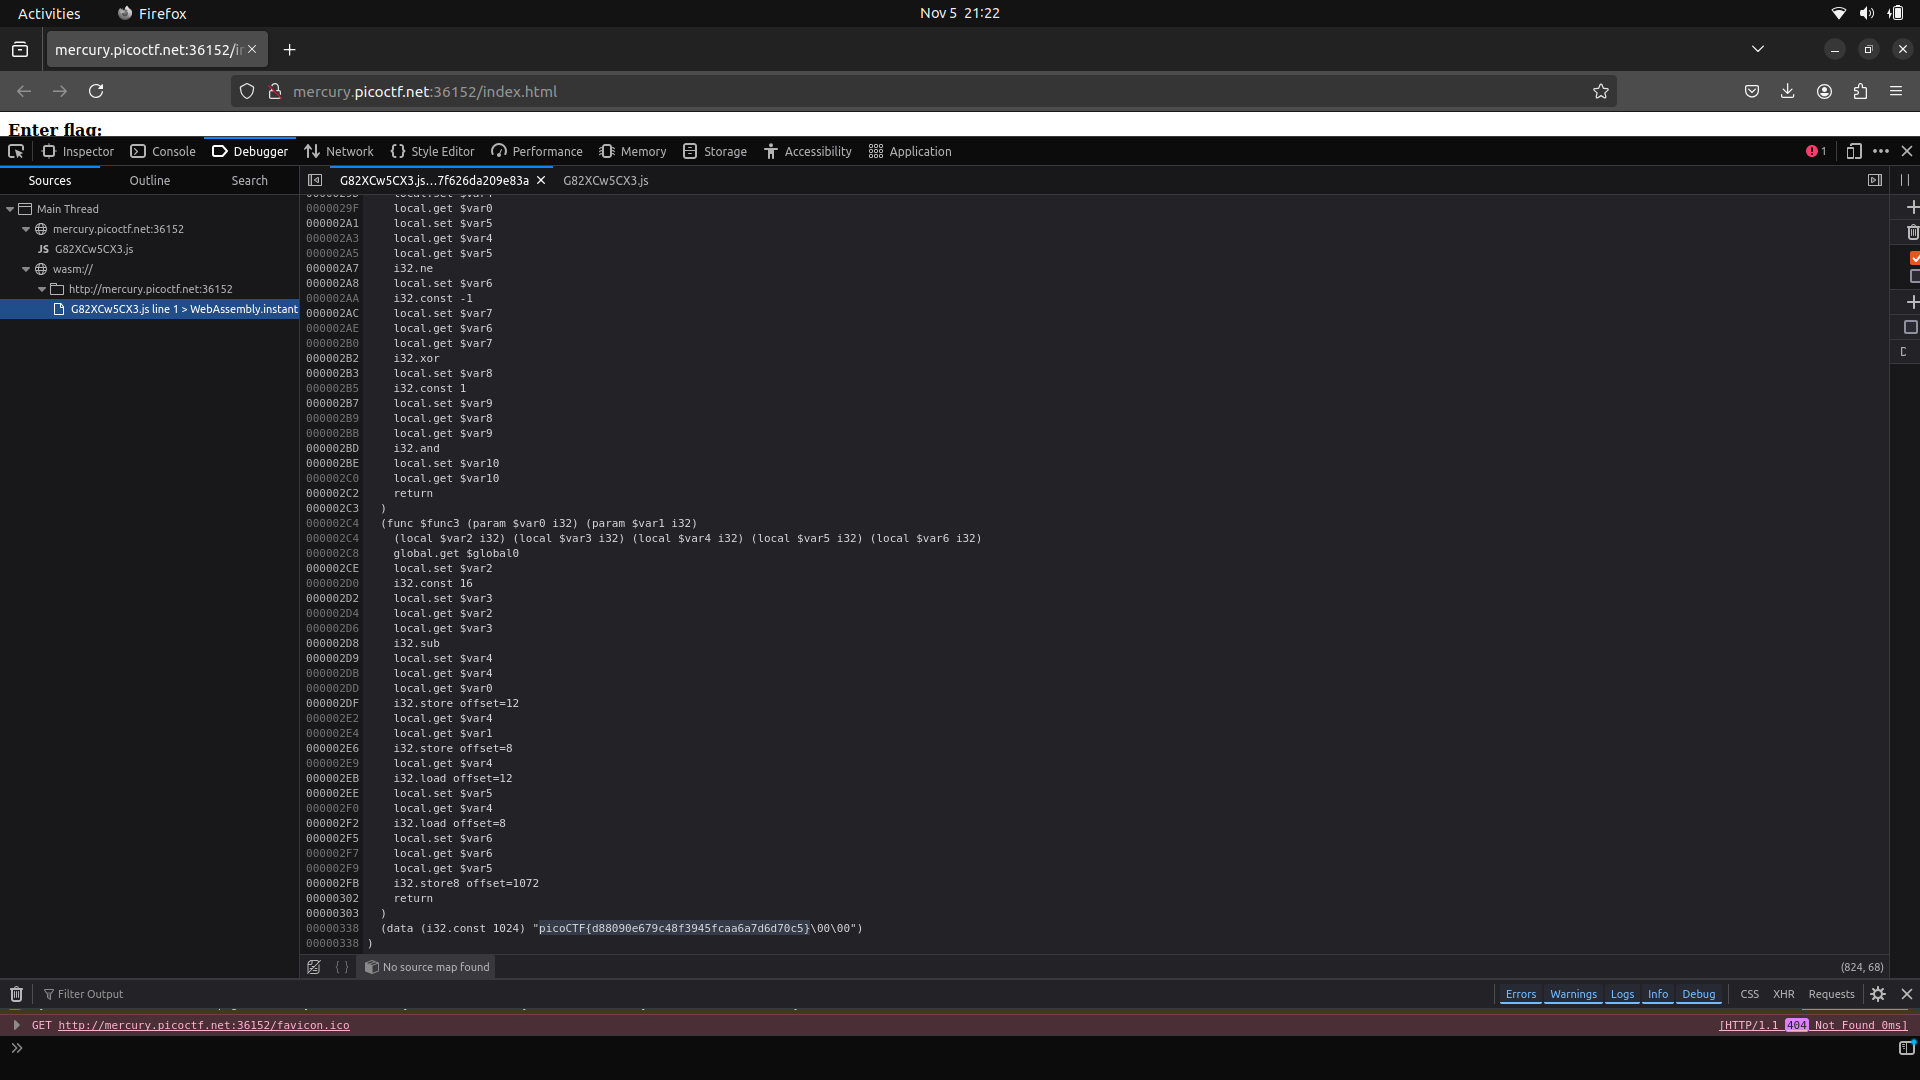 Activities Firefox Nov 5 21:22
mercury.picoctf.net:36152/ir
mercury.picoctf.net:36152/index.html
Enter flag:
Inspector Console Debugger Network Style Editor Performance Memory Storage Accessibility Application 1
Sources Outline Search G82XCw5CX3.js…7f626da209e83a G82XCw5CX3.js
Main Thread
mercury.picoctf.net:36152
JS G82XCw5CX3.js
wasm://
http://mercury.picoctf.net:36152
G82XCw5CX3.js line 1 > WebAssembly.instant
0000029F local.get $var0
000002A1 local.set $var5
000002A3 local.get $var4
000002A5 local.get $var5
000002A7 i32.ne
000002A8 local.set $var6
000002AA i32.const -1
000002AC local.set $var7
000002AE local.get $var6
000002B0 local.get $var7
000002B2 i32.xor
000002B3 local.set $var8
000002B5 i32.const 1
000002B7 local.set $var9
000002B9 local.get $var8
000002BB local.get $var9
000002BD i32.and
000002BE local.set $var10
000002C0 local.get $var10
000002C2 return
000002C3 )
000002C4 (func $func3 (param $var0 i32) (param $var1 i32)
000002C4 (local $var2 i32) (local $var3 i32) (local $var4 i32) (local $var5 i32) (local $var6 i32)
000002C8 global.get $global0
000002CE local.set $var2
000002D0 i32.const 16
000002D2 local.set $var3
000002D4 local.get $var2
000002D6 local.get $var3
000002D8 i32.sub
000002D9 local.set $var4
000002DB local.get $var4
000002DD local.get $var0
000002DF i32.store offset=12
000002E2 local.get $var4
000002E4 local.get $var1
000002E6 i32.store offset=8
000002E9 local.get $var4
000002EB i32.load offset=12
000002EE local.set $var5
000002F0 local.get $var4
000002F2 i32.load offset=8
000002F5 local.set $var6
000002F7 local.get $var6
000002F9 local.get $var5
000002FB i32.store8 offset=1072
00000302 return
00000303 )
00000338 (data (i32.const 1024) "picoCTF{d88090e679c48f3945fcaa6a7d6d70c5}\00\00")
00000338 )
{ } No source map found (824, 68)
Filter Output Errors Warnings Logs Info Debug CSS XHR Requests
GET http://mercury.picoctf.net:36152/favicon.ico [HTTP/1.1 404 Not Found 0ms]